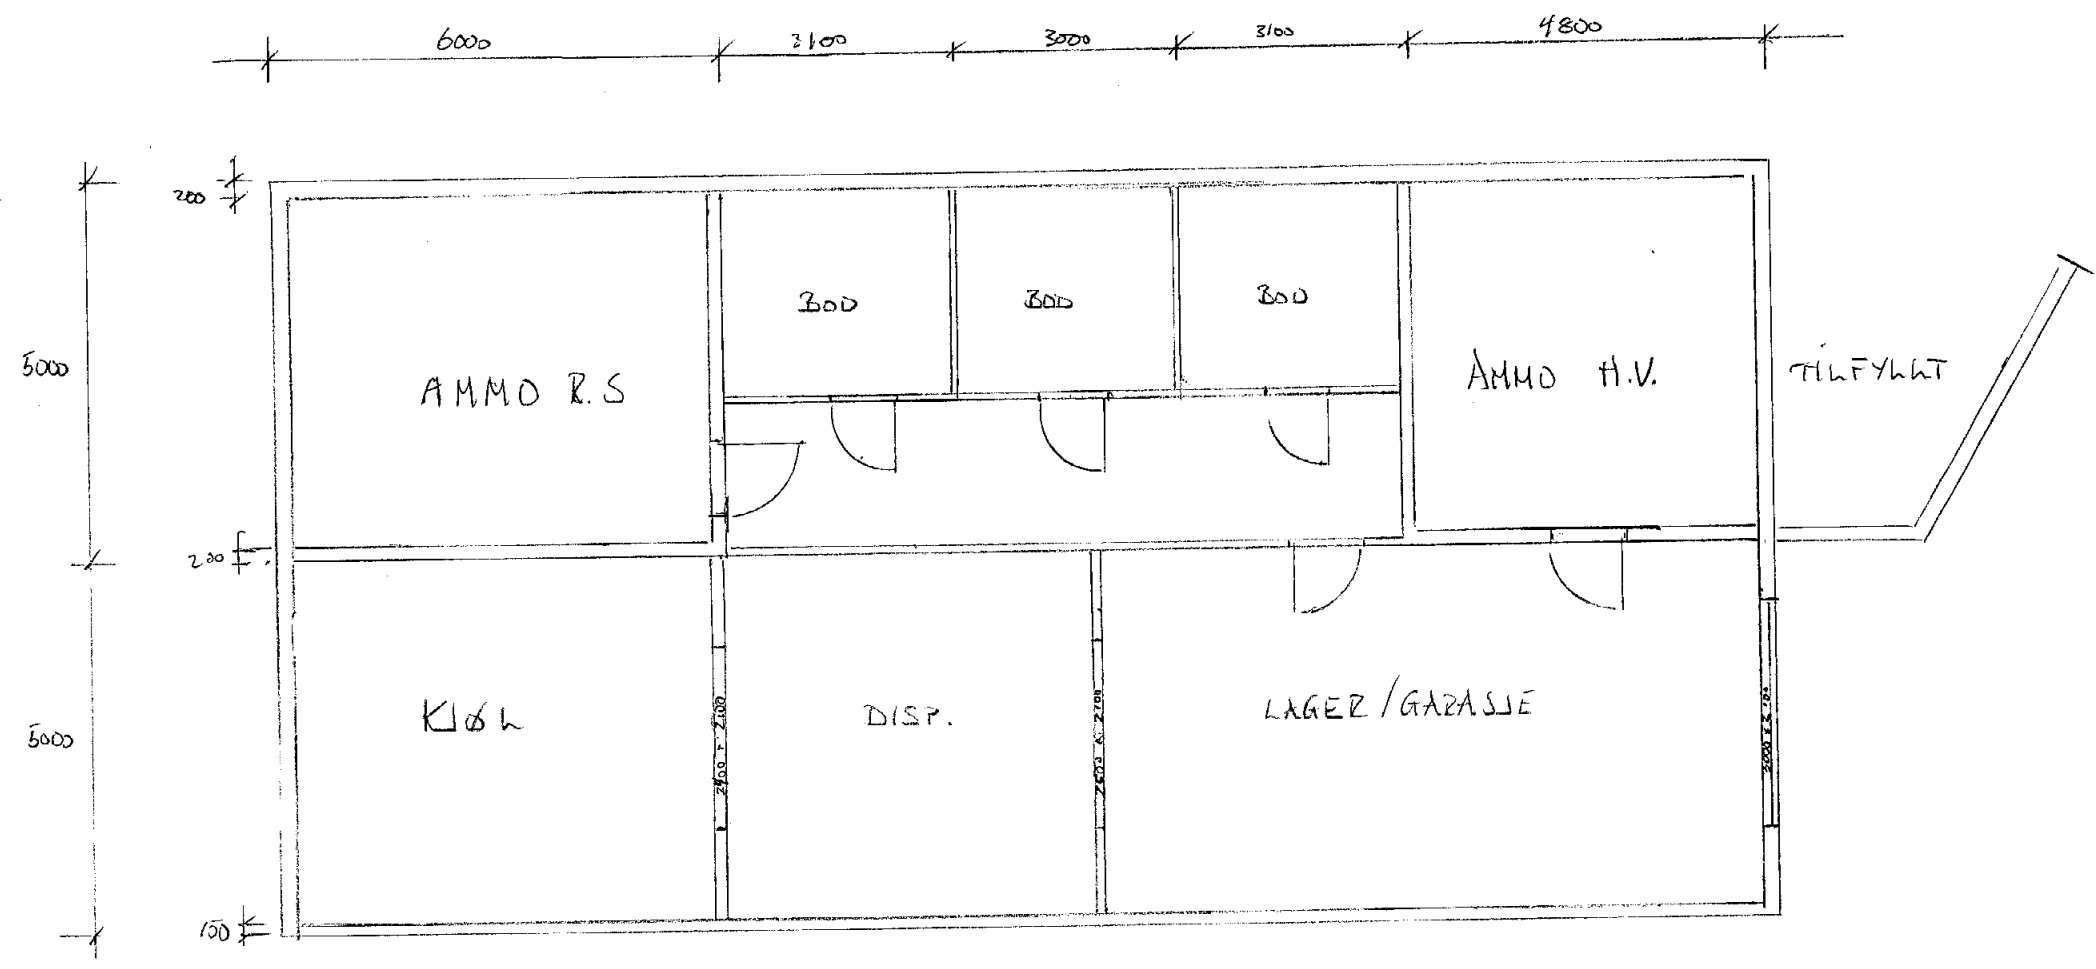 6000 3100 3000 3100 4800
200
BOD BOD BOD
5000
AMMO R.S
AMMO H.V.
TILFYLLT
200
KJØL
DISP.
LAGER/GARASJE
5000
150